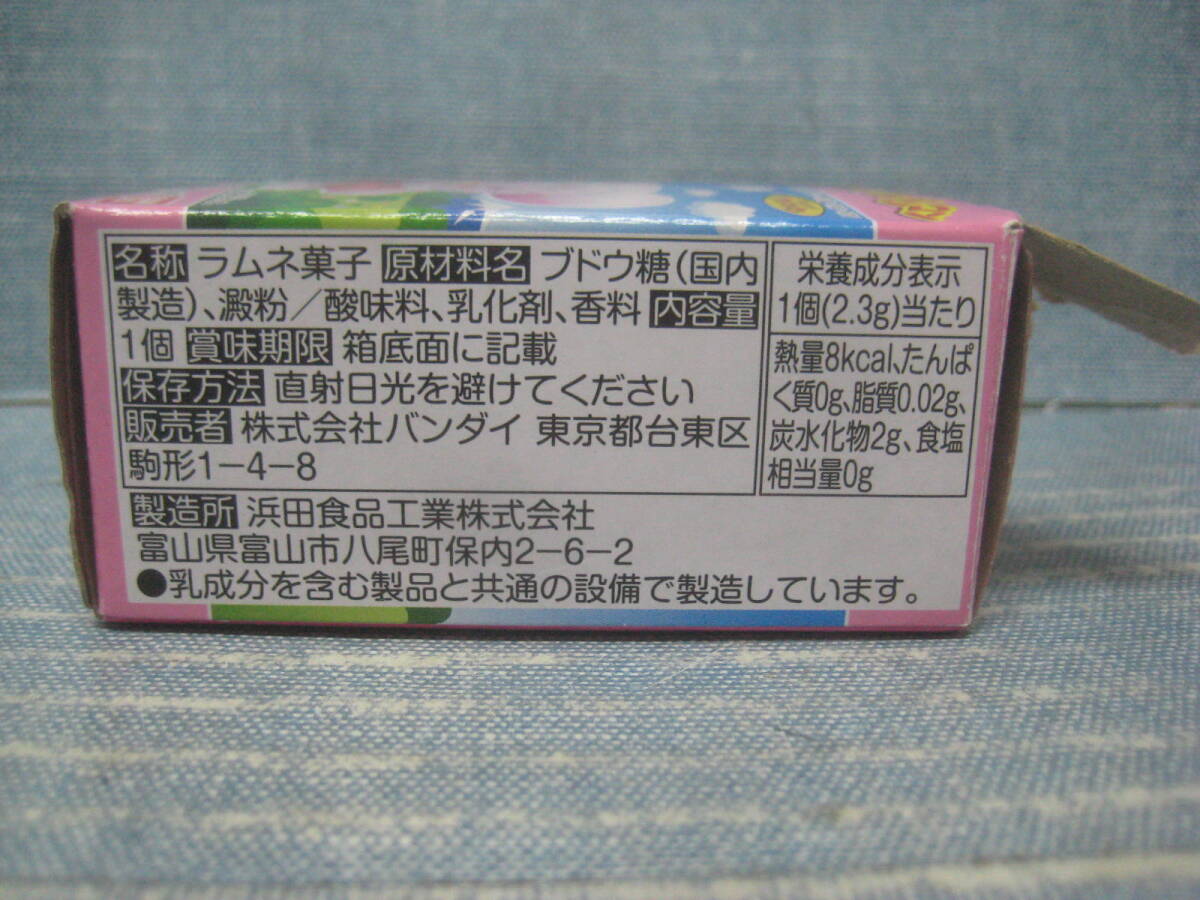 名称 ラムネ菓子 原材料名 ブドウ糖(国内
製造)、澱粉/酸味料、乳化剤、香料 内容量
1個 賞味期限 箱底面に記載
保存方法 直射日光を避けてください
販売者 株式会社バンダイ 東京都台東区
駒形1-4-8
栄養成分表示
1個(2.3g)当たり
熱量8kcal、たんぱ
く質0g、脂質0.02g、
炭水化物2g、食塩
相当量0g
製造所 浜田食品工業株式会社
富山県富山市八尾町保内2-6-2
●乳成分を含む製品と共通の設備で製造しています。